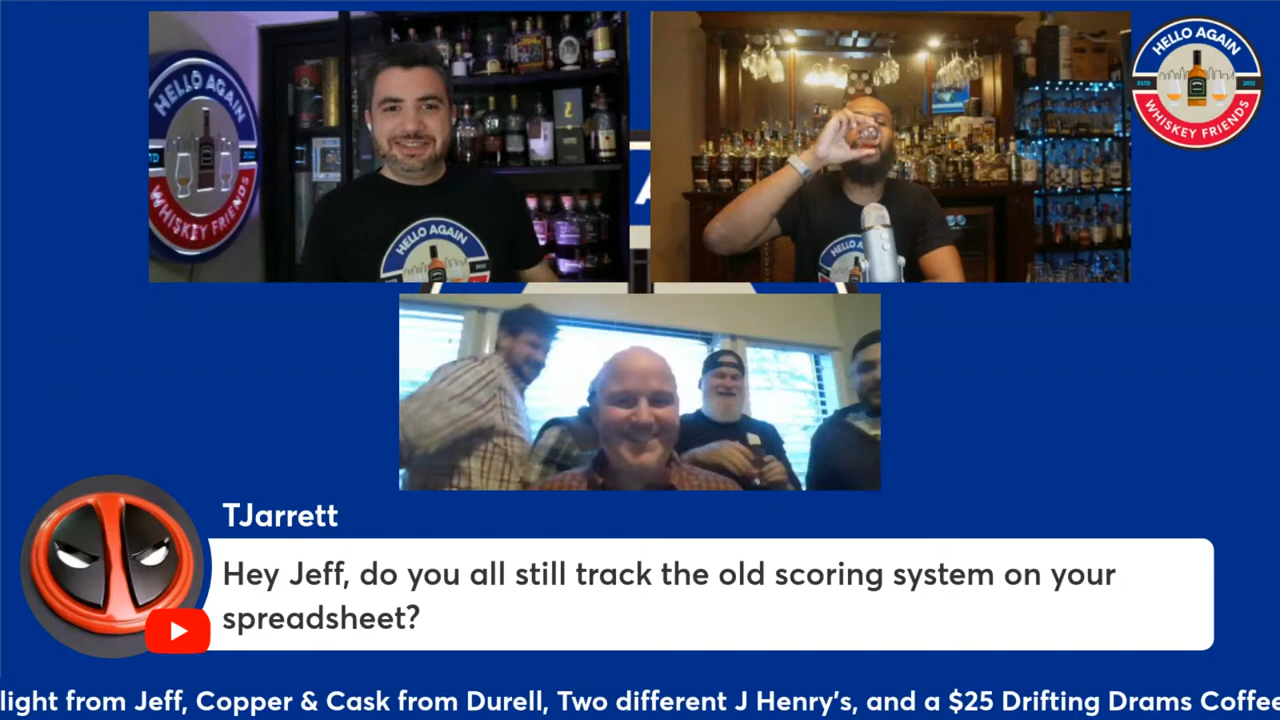 HELLO AGAIN
WHISKEY FRIENDS
HELLO AGAIN
HELLO AGAIN
ESTD 2022
WHISKEY FRIENDS
TJarrett
Hey Jeff, do you all still track the old scoring system on your
spreadsheet?
light from Jeff, Copper & Cask from Durell, Two different J Henry's, and a $25 Drifting Drams Coffee